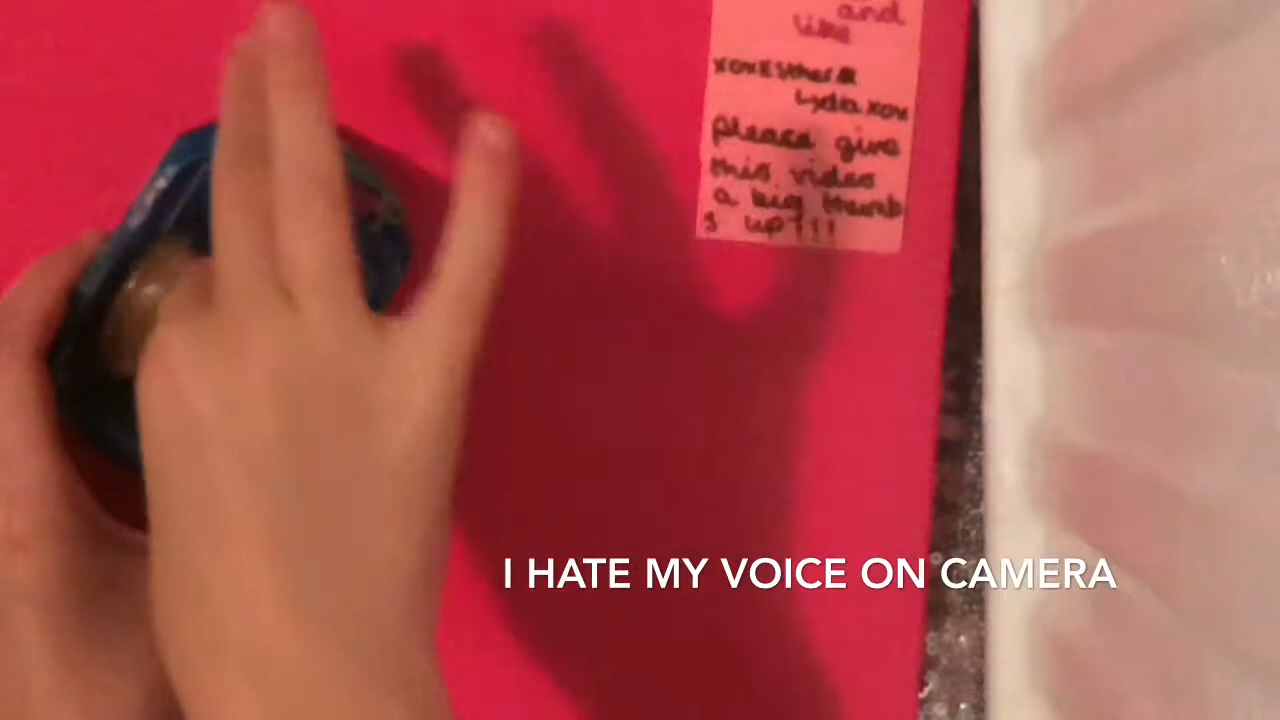 and
like
xoxEsther &
Lydia xox
please give
this video
a big thumb
s up!!!
I HATE MY VOICE ON CAMERA